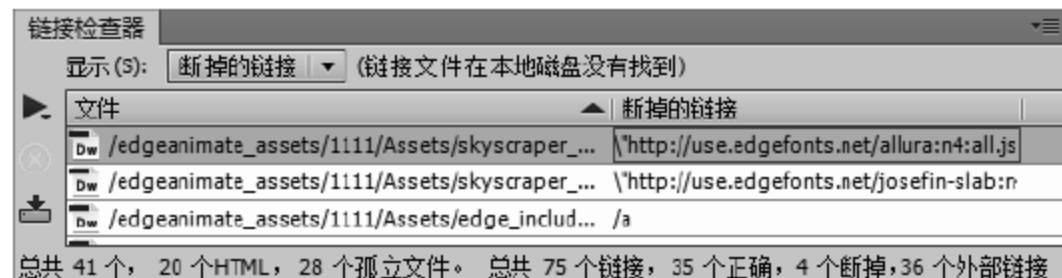 链接检查器
显示(S): 断掉的链接 (链接文件在本地磁盘没有找到)
文件 断掉的链接
Dw /edgeanimate_assets/1111/Assets/skyscraper_... \"http://use.edgefonts.net/allura:n4:all.js
Dw /edgeanimate_assets/1111/Assets/skyscraper_... \"http://use.edgefonts.net/josefin-slab:n
Dw /edgeanimate_assets/1111/Assets/edge_includ... /a
总共 41 个, 20 个HTML, 28 个孤立文件。 总共 75 个链接, 35 个正确, 4 个断掉,36 个外部链接